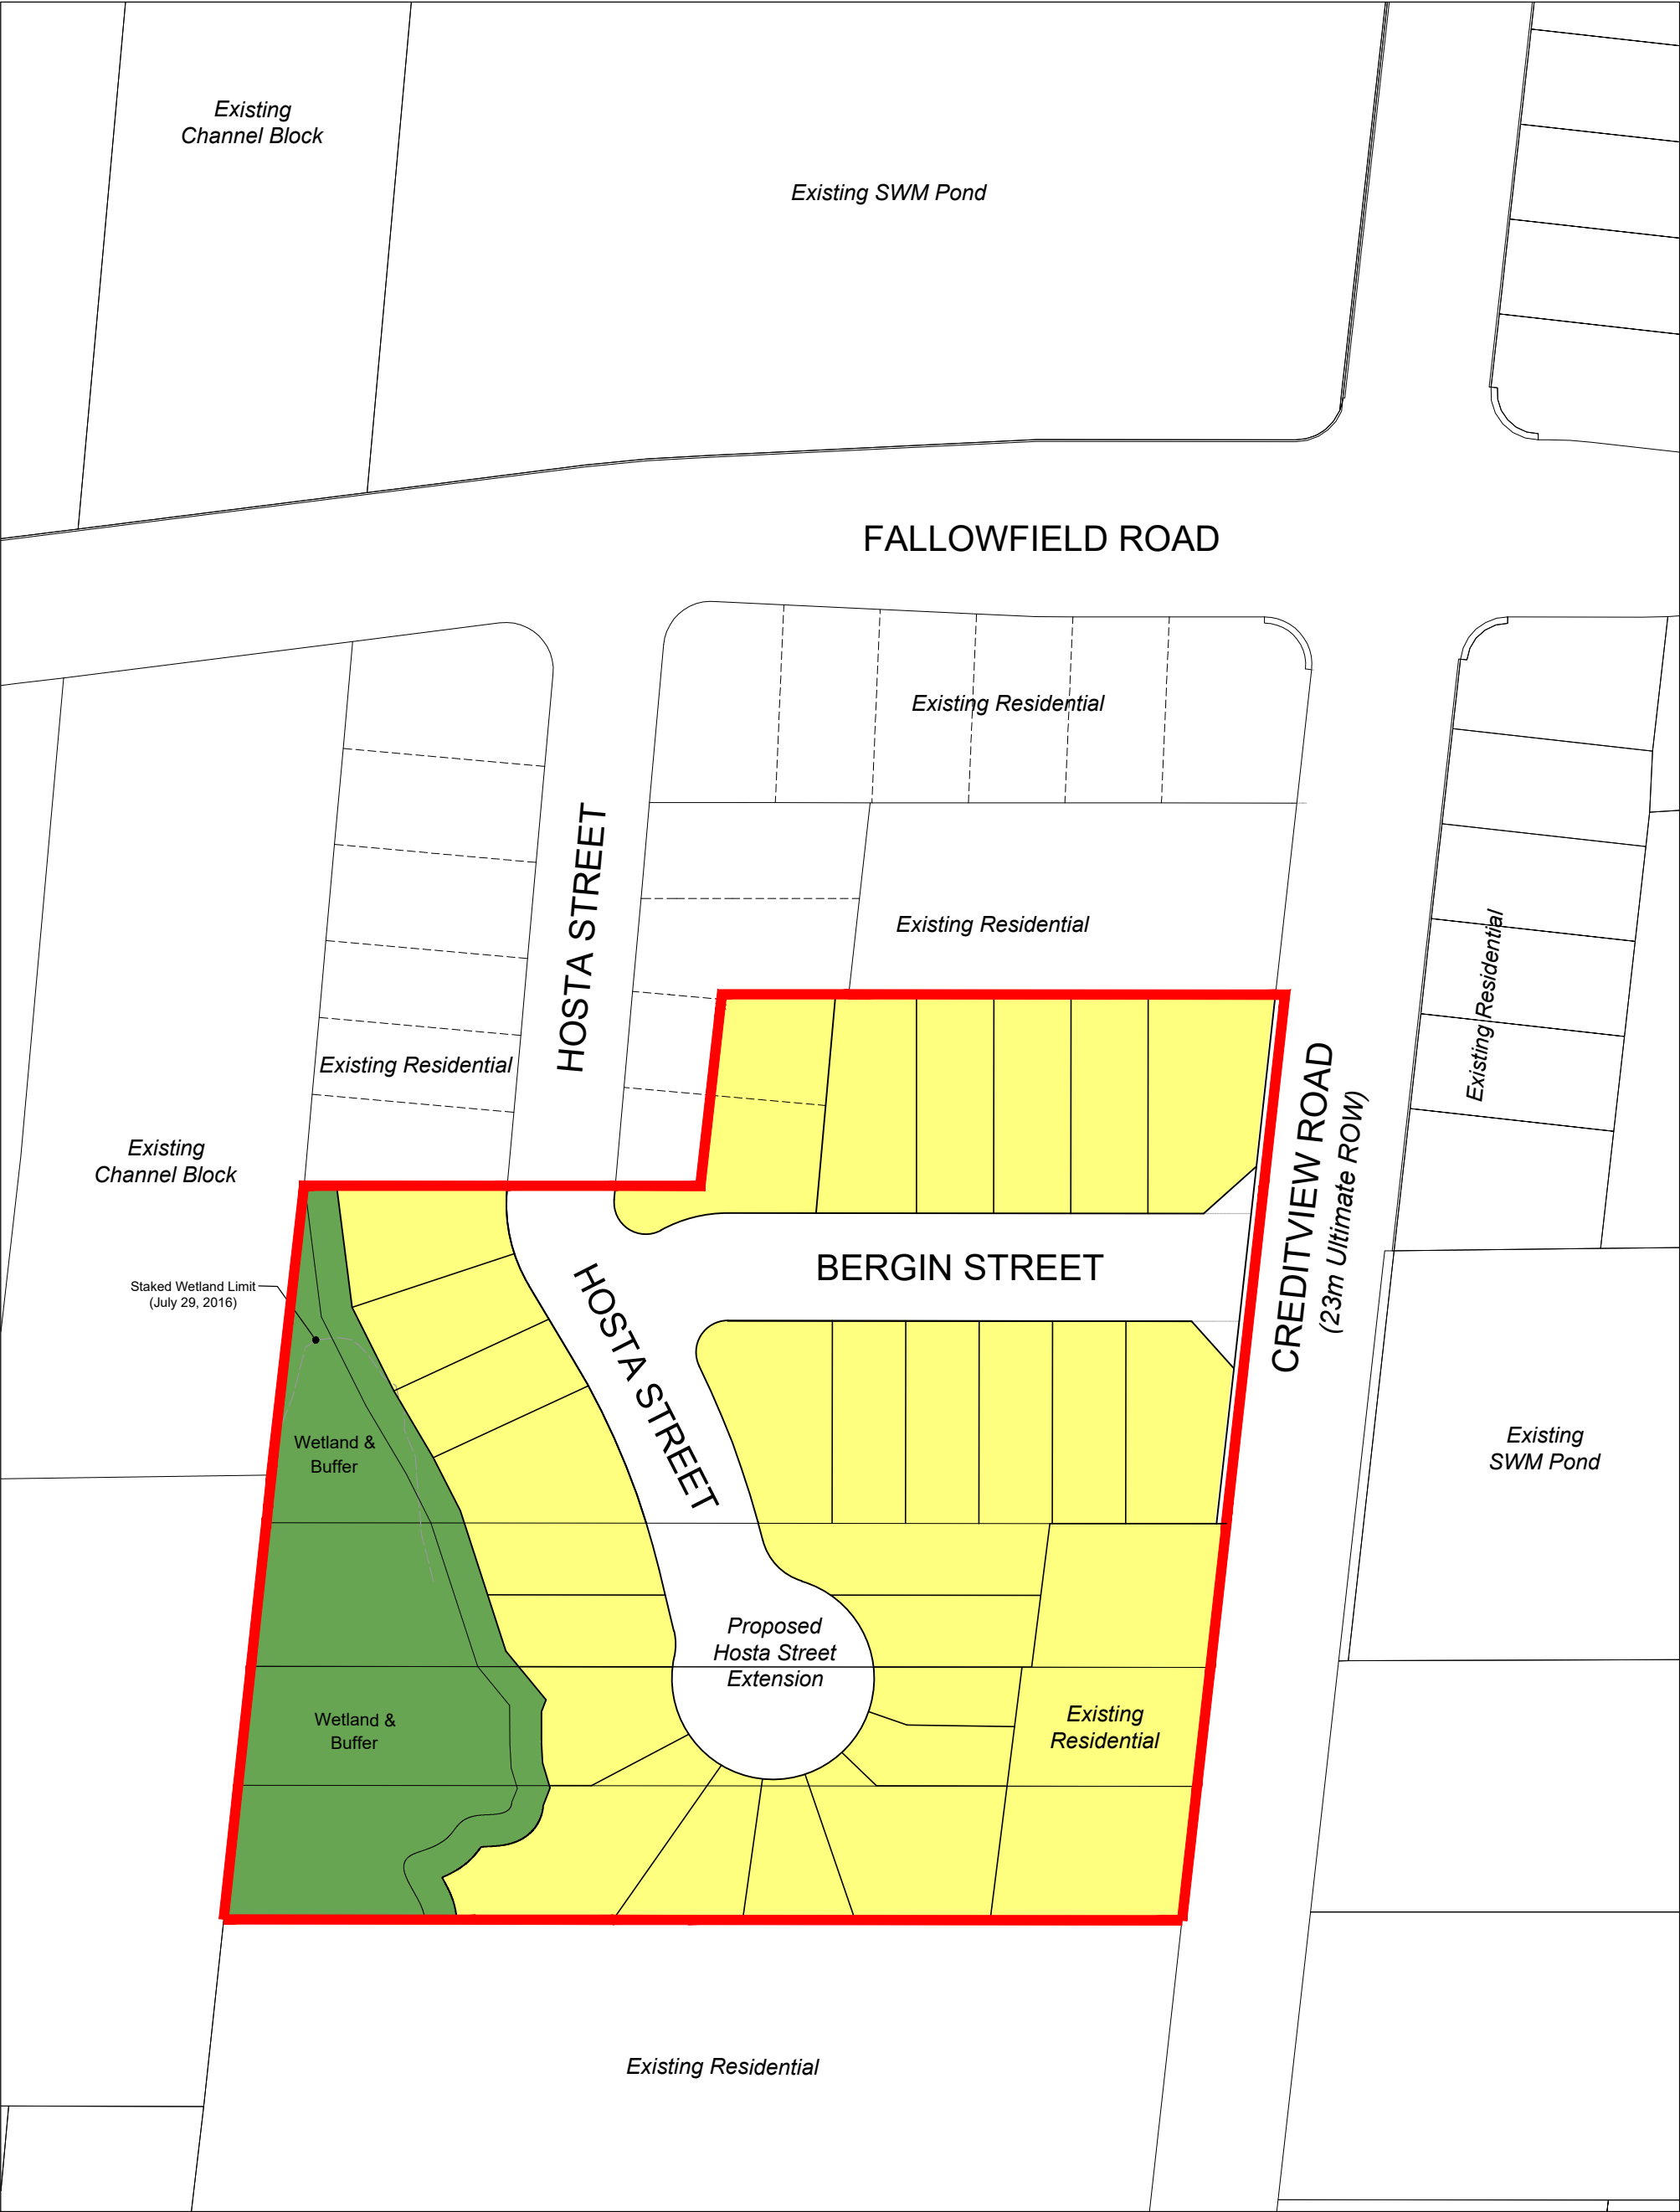 Existing
Channel Block
Existing SWM Pond
FALLOWFIELD ROAD
Existing Residential
HOSTA STREET
Existing Residential
Existing Residential
Existing Residential
Existing
Channel Block
CREDITVIEW ROAD
(23m Ultimate ROW)
BERGIN STREET
Staked Wetland Limit
(July 29, 2016)
HOSTA STREET
Wetland &
Buffer
Existing
SWM Pond
Proposed
Hosta Street
Extension
Wetland &
Buffer
Existing
Residential
Existing Residential